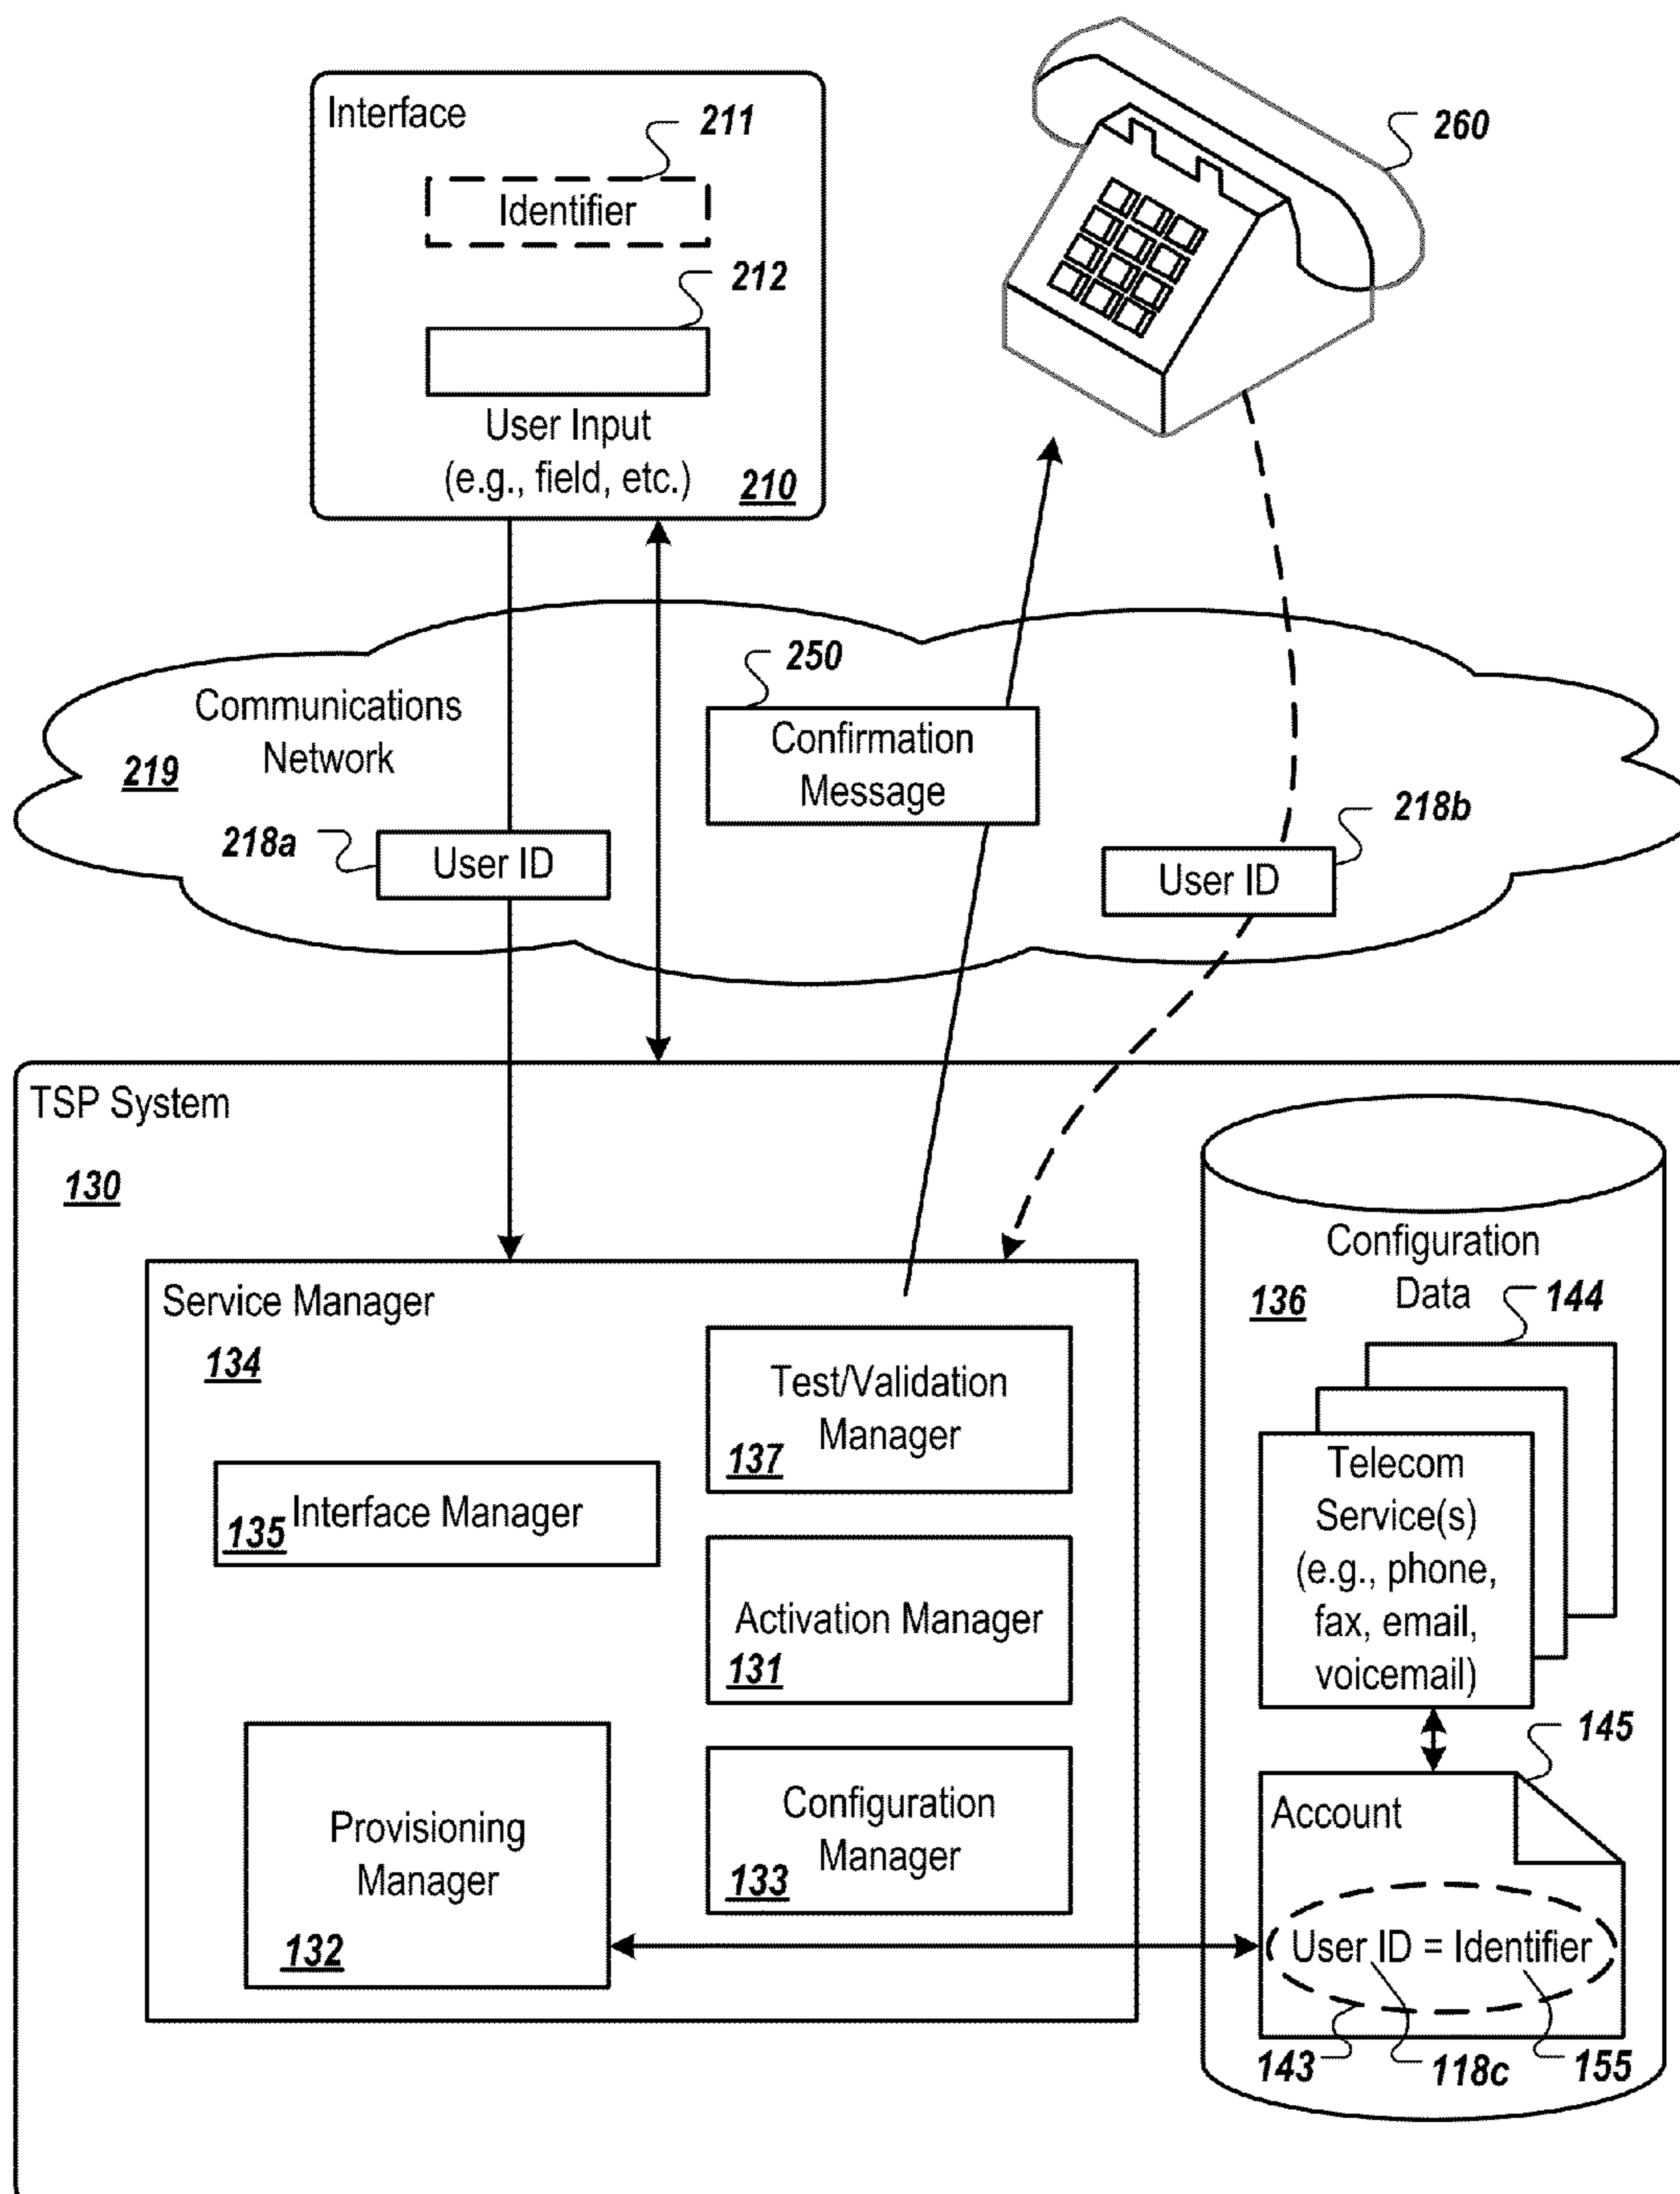 Interface
211
Identifier
212
User Input
(e.g., field, etc.)
210
260
Communications
Network
219
250
Confirmation
Message
218a
User ID
218b
User ID
TSP System
130
Service Manager
134
Test/Validation
Manager
137
Interface Manager
135
Activation Manager
131
Provisioning
Manager
132
Configuration
Manager
133
Configuration
Data
136
144
Telecom
Service(s)
(e.g., phone,
fax, email,
voicemail)
145
Account
User ID = Identifier
143
118c
155